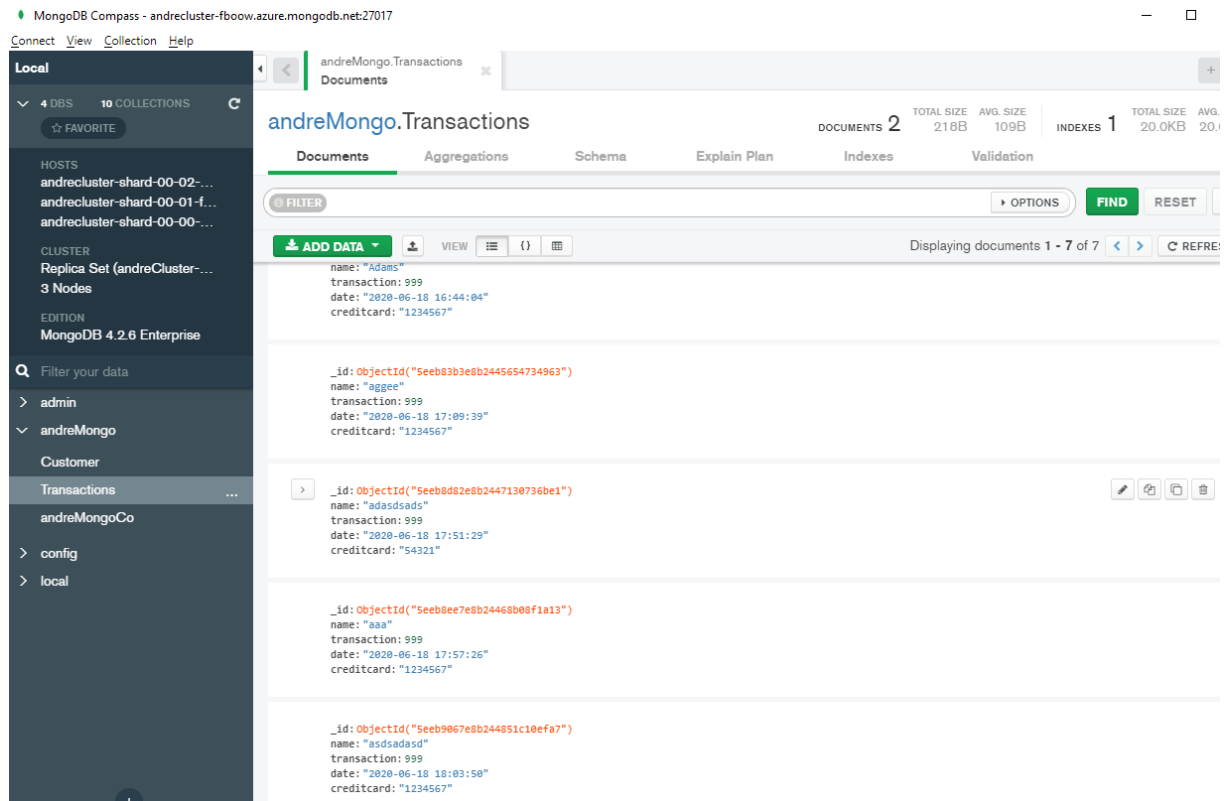 MongoDB Compass - andrecluster-fboow.azure.mongodb.net:27017
Connect View Collection Help
Local
4 DBS 10 COLLECTIONS
FAVORITE
HOSTS
andrecluster-shard-00-02-...
andrecluster-shard-00-01-f...
andrecluster-shard-00-00-...
CLUSTER
Replica Set (andreCluster-...
3 Nodes
EDITION
MongoDB 4.2.6 Enterprise
Filter your data
admin
andreMongo
Customer
Transactions ...
andreMongoCo
config
local
andreMongo.Transactions
Documents
andreMongo.Transactions
DOCUMENTS 2 TOTAL SIZE 218B AVG. SIZE 109B INDEXES 1 TOTAL SIZE 20.0KB AVG. 20.0
Documents Aggregations Schema Explain Plan Indexes Validation
FILTER OPTIONS FIND RESET
ADD DATA VIEW {} Displaying documents 1 - 7 of 7 REFRES
name: "Adams"
transaction: 999
date: "2020-06-18 16:44:04"
creditcard: "1234567"
_id: ObjectId("5eeb83b3e8b2445654734963")
name: "aggee"
transaction: 999
date: "2020-06-18 17:09:39"
creditcard: "1234567"
_id: ObjectId("5eeb8d82e8b2447130736be1")
name: "adasdsads"
transaction: 999
date: "2020-06-18 17:51:29"
creditcard: "54321"
_id: ObjectId("5eeb8ee7e8b24468b08f1a13")
name: "aaa"
transaction: 999
date: "2020-06-18 17:57:26"
creditcard: "1234567"
_id: ObjectId("5eeb9067e8b244851c10efa7")
name: "asdsadasd"
transaction: 999
date: "2020-06-18 18:03:50"
creditcard: "1234567"